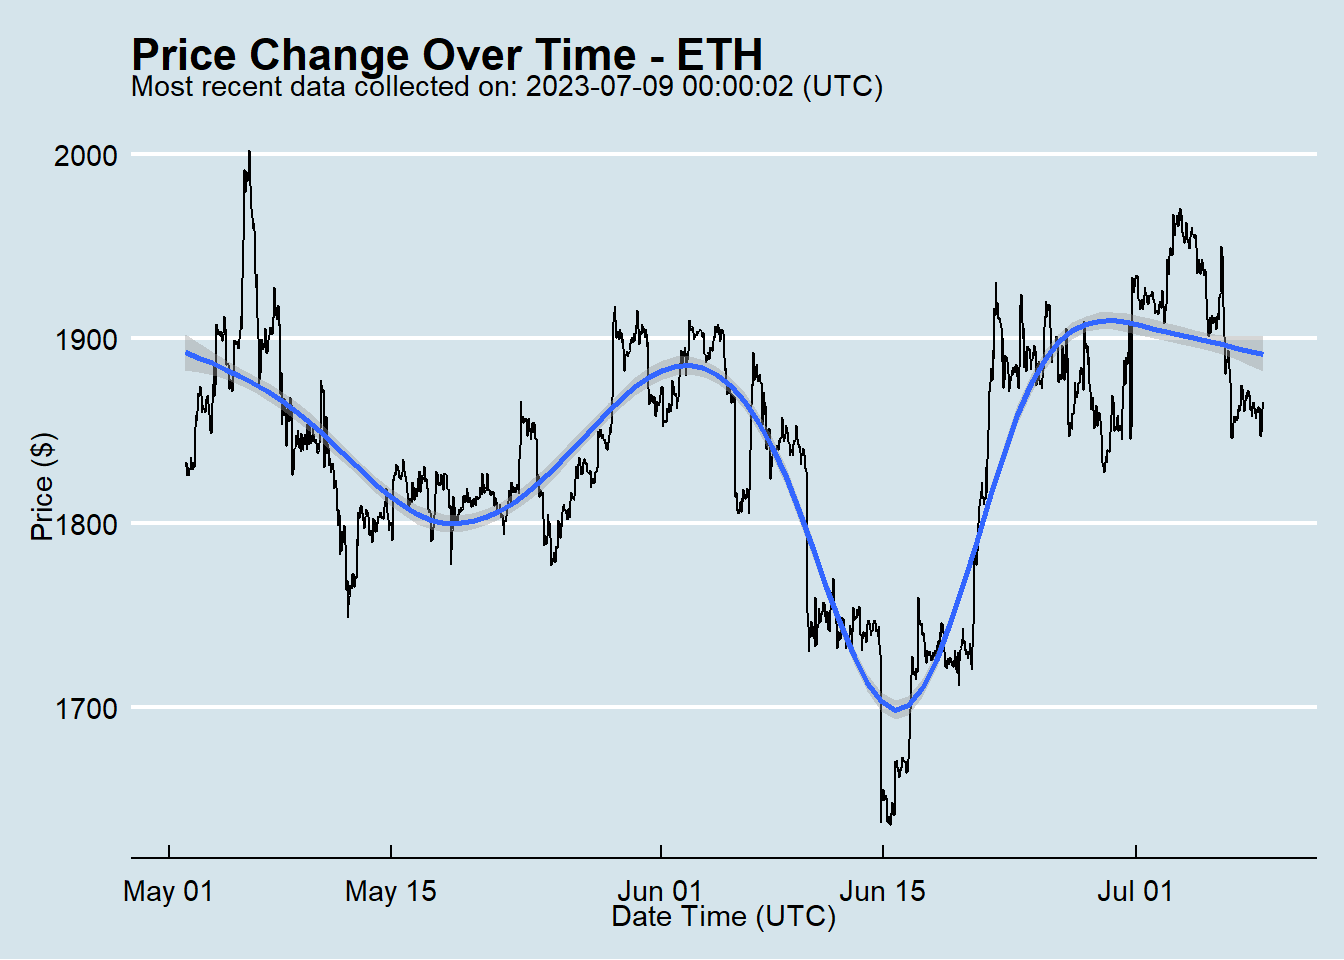 Price Change Over Time - ETH
Most recent data collected on: 2023-07-09 00:00:02 (UTC)
Price ($)
2000
1900
1800
1700
May 01 May 15 Jun 01 Jun 15 Jul 01
Date Time (UTC)